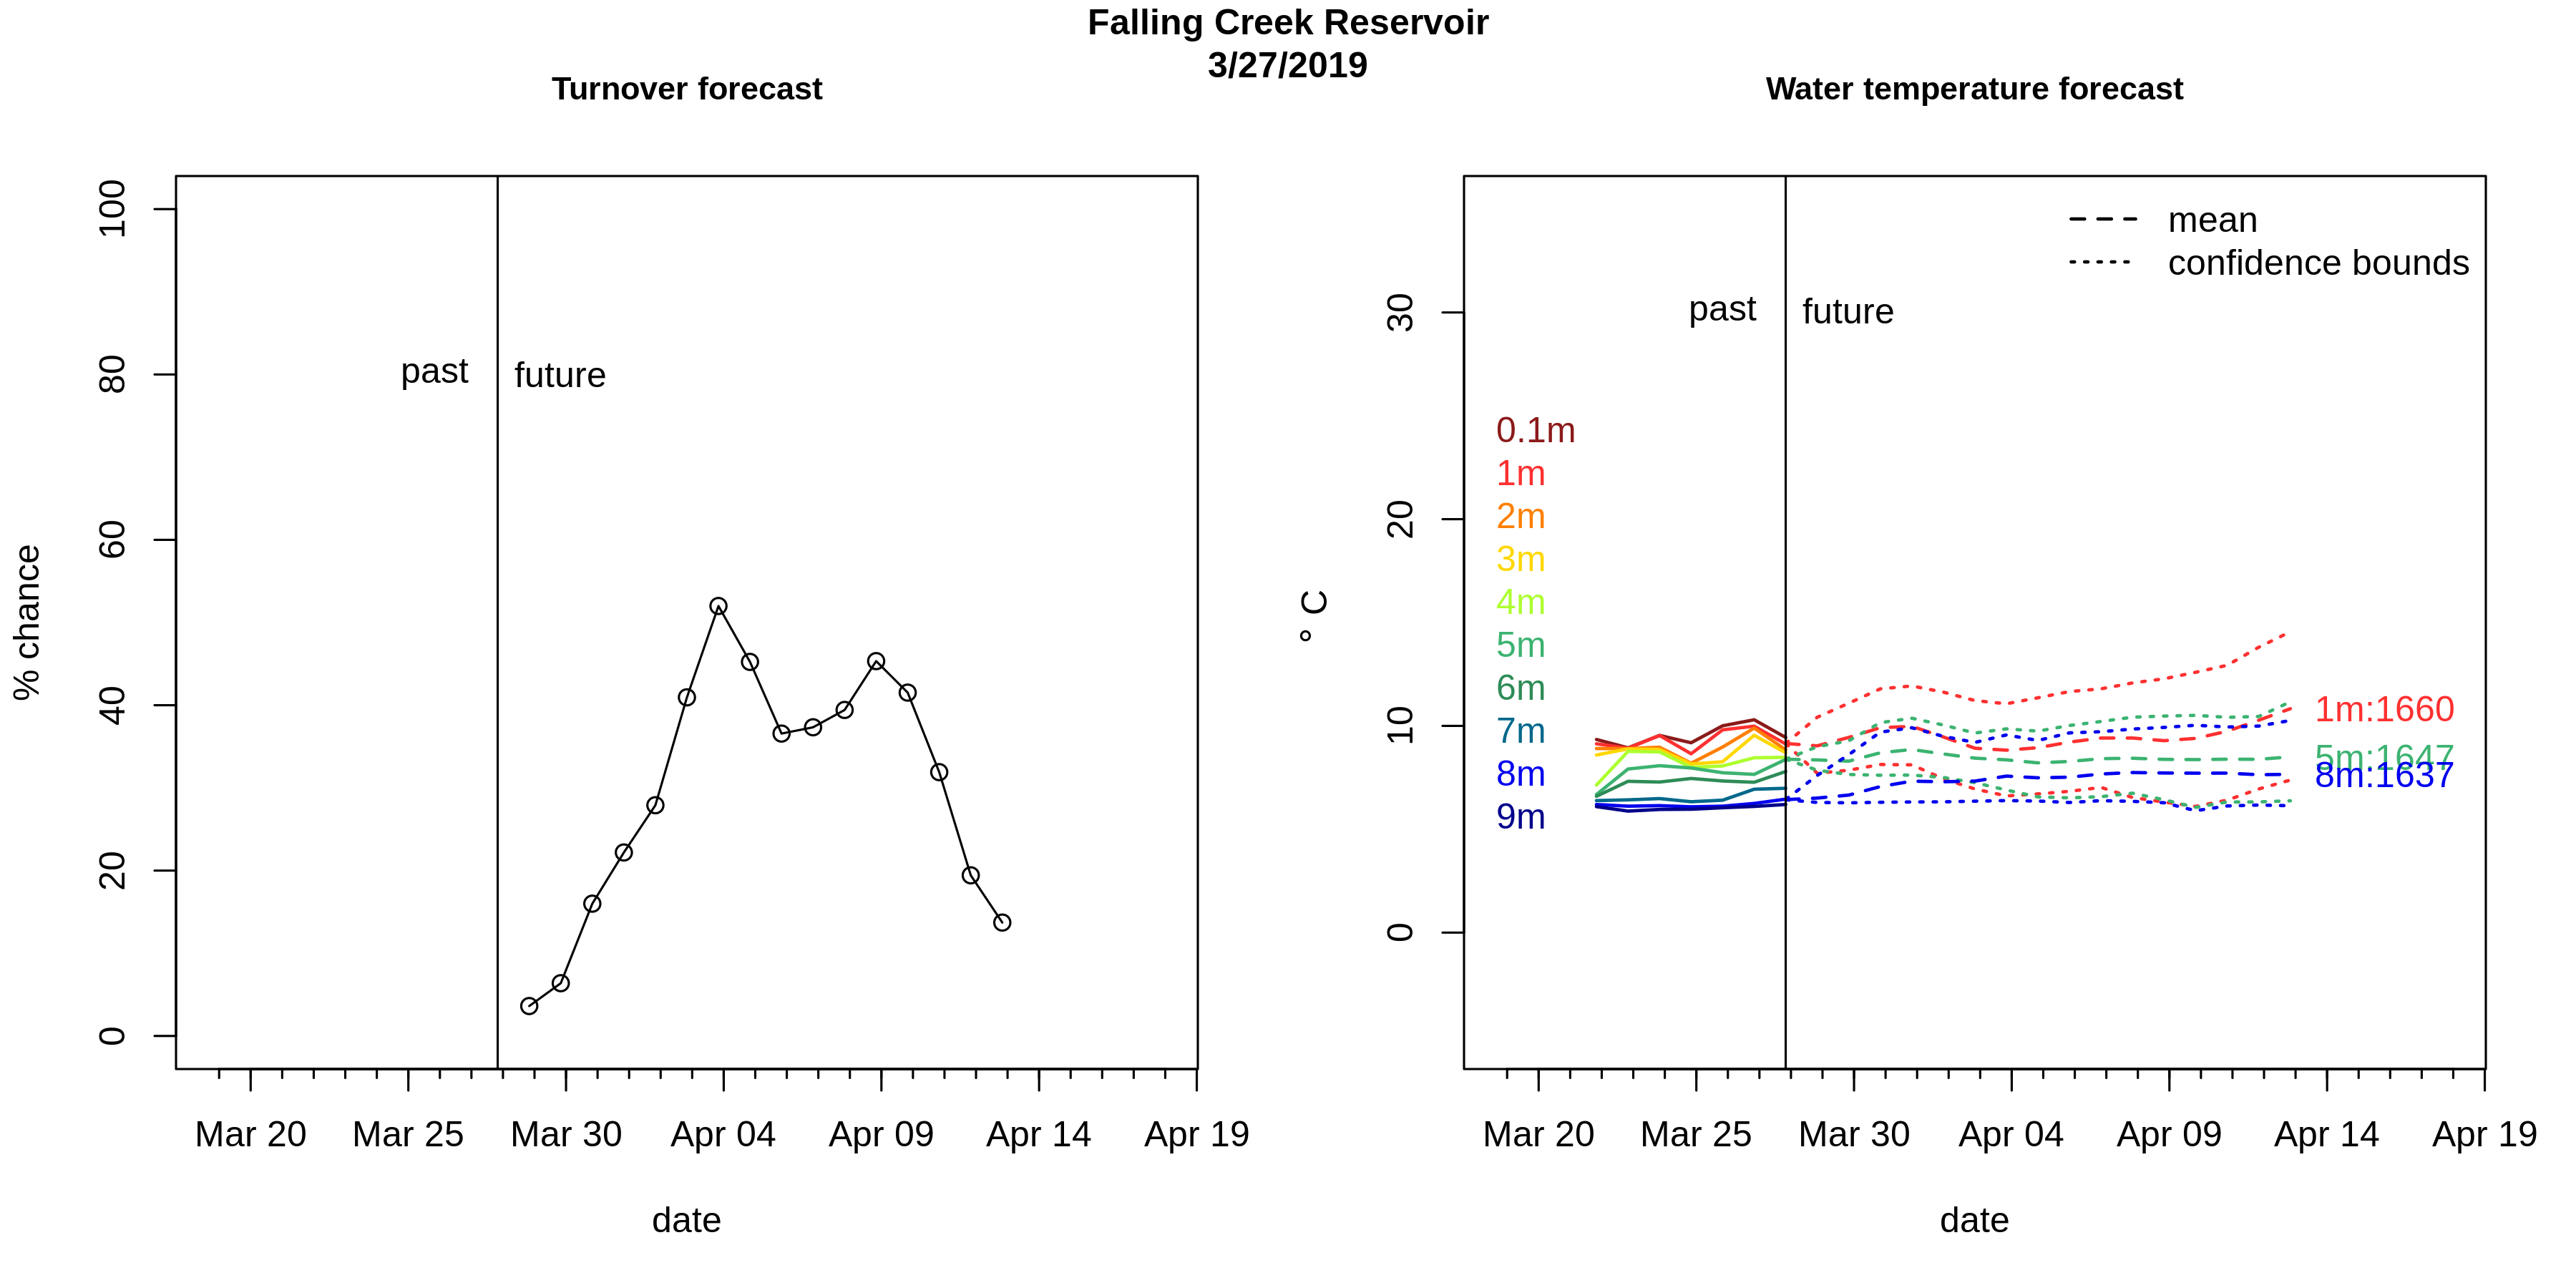 Falling Creek Reservoir
3/27/2019
Turnover forecast
% chance
100
80
60
40
20
0
past
future
Mar 20
Mar 25
Mar 30
Apr 04
Apr 09
Apr 14
Apr 19
date
Water temperature forecast
° C
30
20
10
0
mean
confidence bounds
past
future
0.1m
1m
2m
3m
4m
5m
6m
7m
8m
9m
1m:1660
5m:1647
8m:1637
Mar 20
Mar 25
Mar 30
Apr 04
Apr 09
Apr 14
Apr 19
date